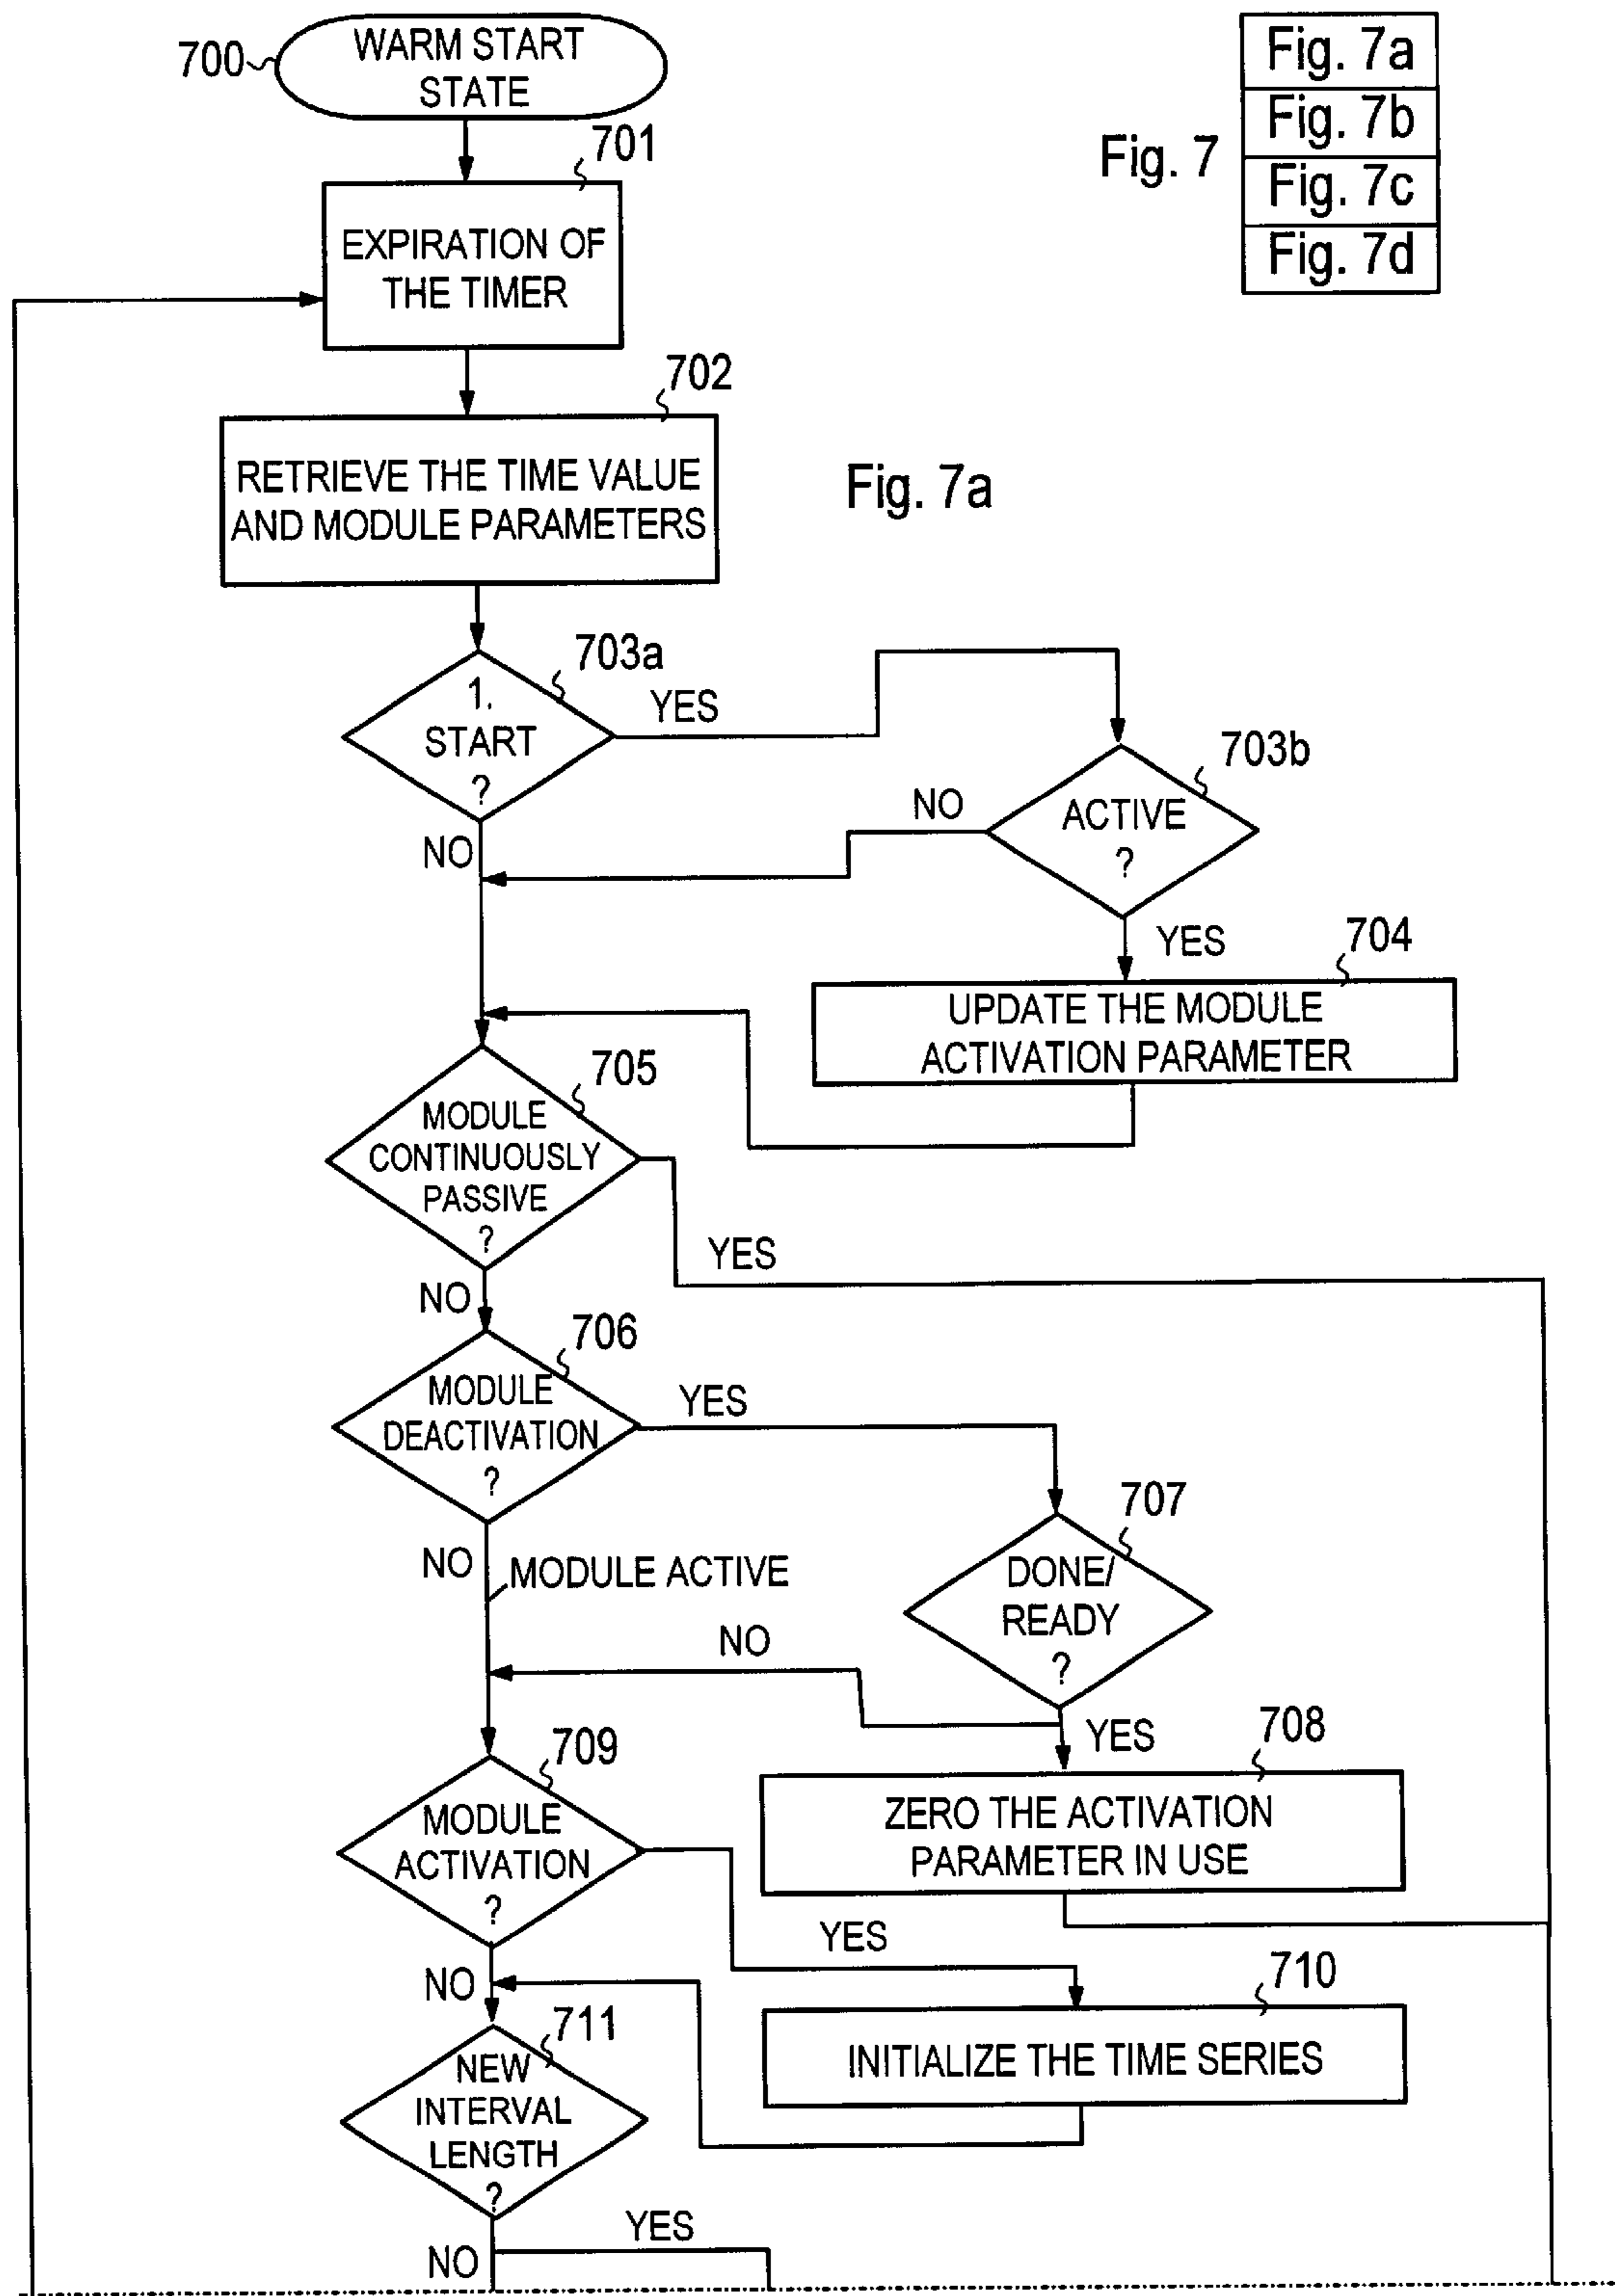 700
WARM START
STATE
Fig. 7
Fig. 7a
Fig. 7b
Fig. 7c
Fig. 7d
701
EXPIRATION OF
THE TIMER
702
RETRIEVE THE TIME VALUE
AND MODULE PARAMETERS
Fig. 7a
703a
1.
START
?
YES
NO
703b
ACTIVE
?
NO
YES
704
UPDATE THE MODULE
ACTIVATION PARAMETER
705
MODULE
CONTINUOUSLY
PASSIVE
?
YES
NO
706
MODULE
DEACTIVATION
?
YES
NO
MODULE ACTIVE
707
DONE/
READY
?
NO
YES
708
ZERO THE ACTIVATION
PARAMETER IN USE
709
MODULE
ACTIVATION
?
YES
NO
710
INITIALIZE THE TIME SERIES
711
NEW
INTERVAL
LENGTH
?
YES
NO